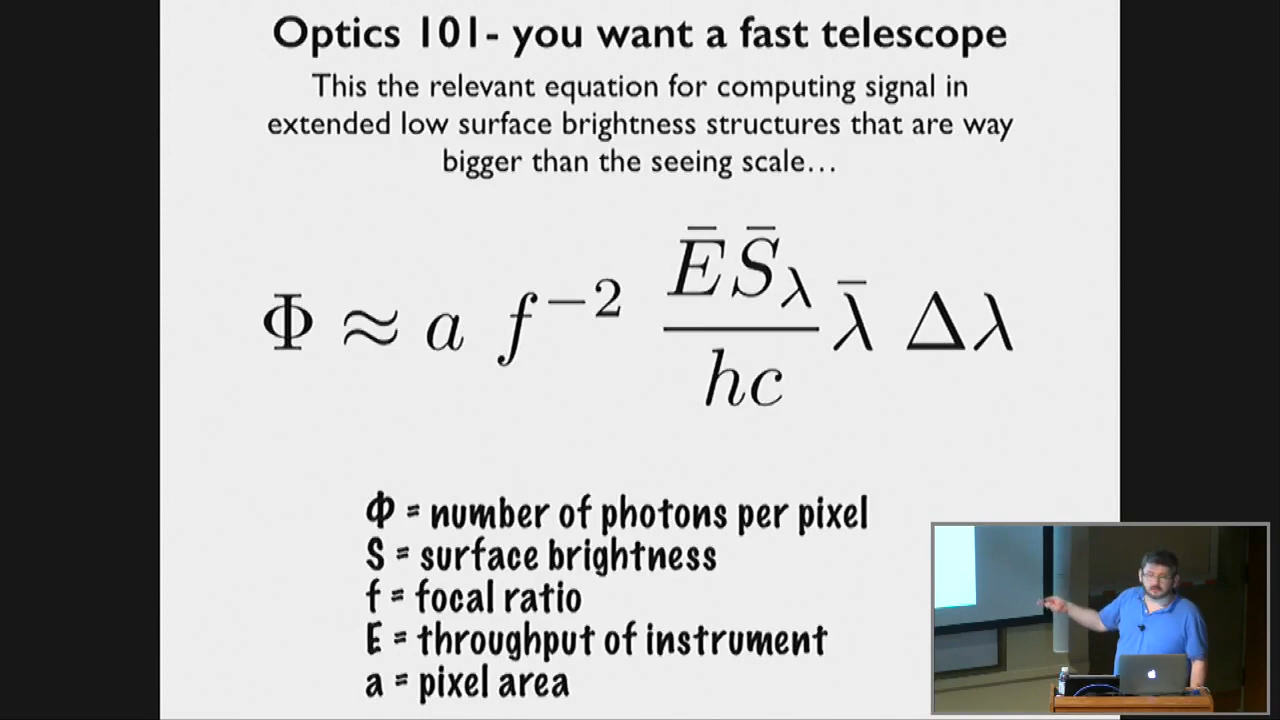 Optics 101- you want a fast telescope
This the relevant equation for computing signal in
extended low surface brightness structures that are way
bigger than the seeing scale…
Φ ≈ a f⁻² (Ē S̄_λ / hc) λ̄ Δλ
Φ = number of photons per pixel
S = surface brightness
f = focal ratio
E = throughput of instrument
a = pixel area